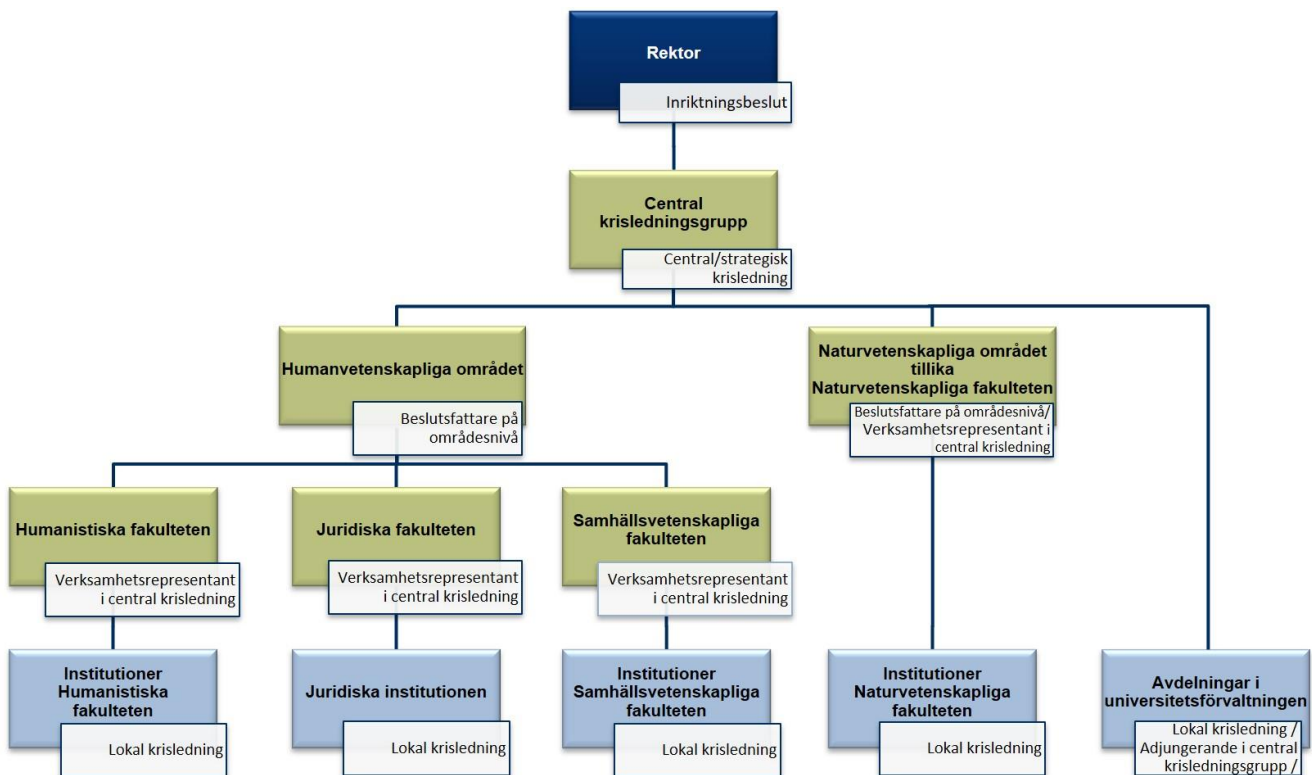 Rektor
Inriktningsbeslut
Central
krisledningsgrupp
Central/strategisk
krisledning
Humanvetenskapliga området
Beslutsfattare på
områdesnivå
Naturvetenskapliga området
tillika
Naturvetenskapliga fakulteten
Beslutsfattare på områdesnivå/
Verksamhetsrepresentant i
central krisledning
Humanistiska fakulteten
Verksamhetsrepresentant
i central krisledning
Juridiska fakulteten
Verksamhetsrepresentant
i central krisledning
Samhällsvetenskapliga
fakulteten
Verksamhetsrepresentant
i central krisledning
Institutioner
Humanistiska
fakulteten
Lokal krisledning
Juridiska institutionen
Lokal krisledning
Institutioner
Samhällsvetenskapliga
fakulteten
Lokal krisledning
Institutioner
Naturvetenskapliga
fakulteten
Lokal krisledning
Avdelningar i
universitetsförvaltningen
Lokal krisledning /
Adjungerande i central
krisledningsgrupp /